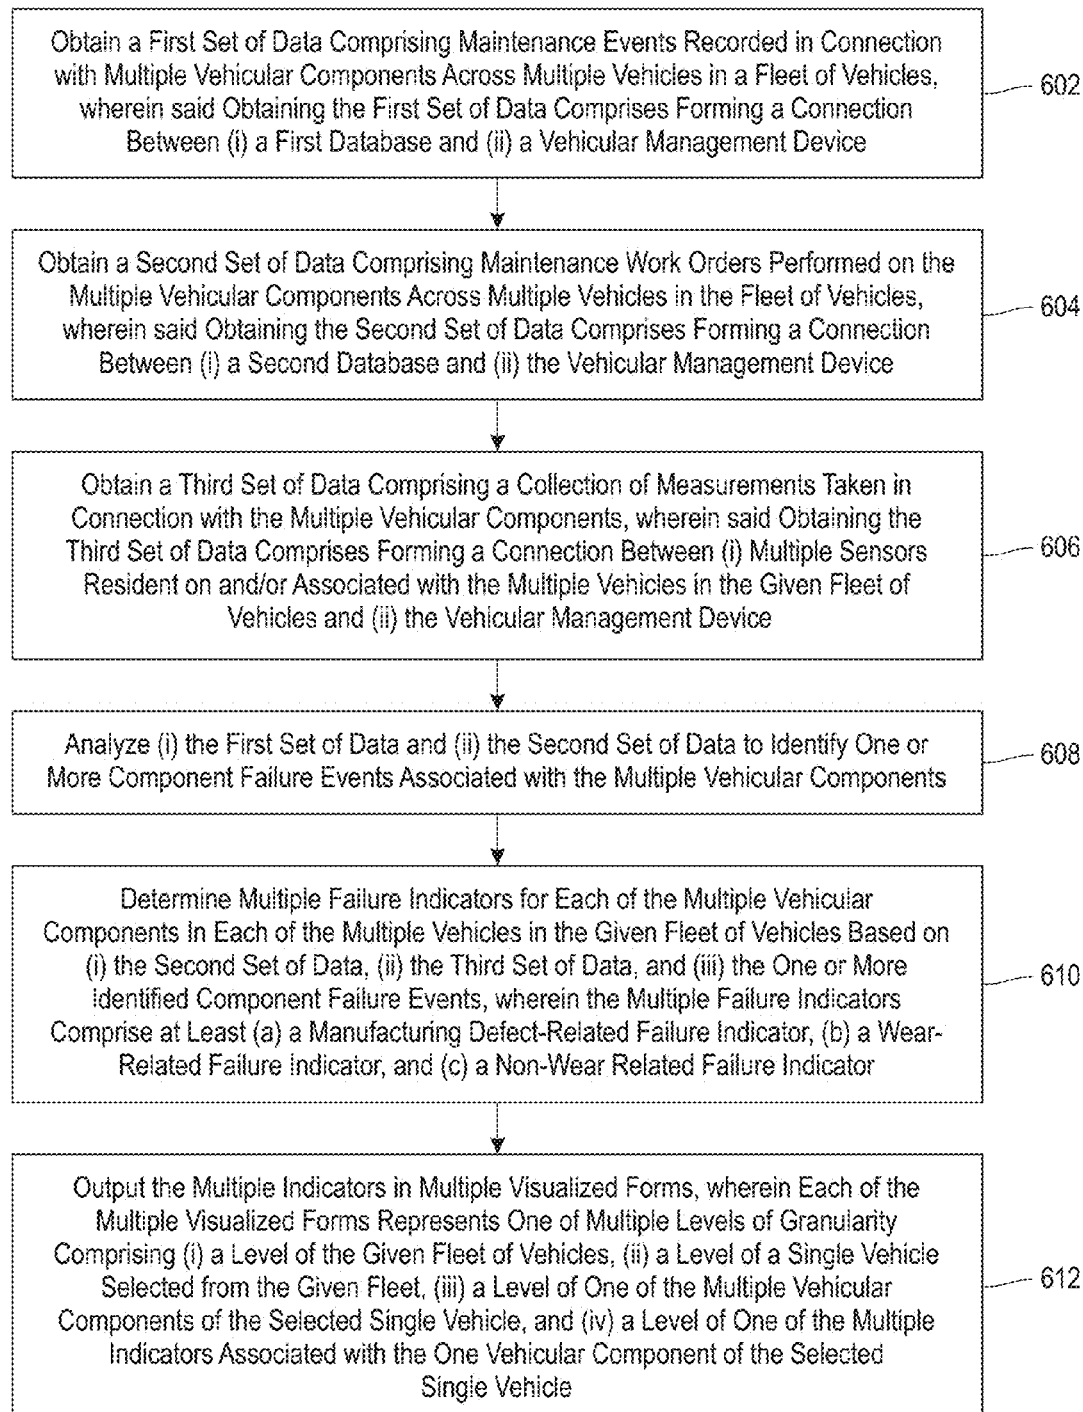 Obtain a First Set of Data Comprising Maintenance Events Recorded in Connection
with Multiple Vehicular Components Across Multiple Vehicles in a Fleet of Vehicles,
wherein said Obtaining the First Set of Data Comprises Forming a Connection
Between (i) a First Database and (ii) a Vehicular Management Device
602
Obtain a Second Set of Data Comprising Maintenance Work Orders Performed on the
Multiple Vehicular Components Across Multiple Vehicles in the Fleet of Vehicles,
wherein said Obtaining the Second Set of Data Comprises Forming a Connection
Between (i) a Second Database and (ii) the Vehicular Management Device
604
Obtain a Third Set of Data Comprising a Collection of Measurements Taken in
Connection with the Multiple Vehicular Components, wherein said Obtaining the
Third Set of Data Comprises Forming a Connection Between (i) Multiple Sensors
Resident on and/or Associated with the Multiple Vehicles in the Given Fleet of
Vehicles and (ii) the Vehicular Management Device
606
Analyze (i) the First Set of Data and (ii) the Second Set of Data to Identify One or
More Component Failure Events Associated with the Multiple Vehicular Components
608
Determine Multiple Failure Indicators for Each of the Multiple Vehicular
Components in Each of the Multiple Vehicles in the Given Fleet of Vehicles Based on
(i) the Second Set of Data, (ii) the Third Set of Data, and (iii) the One or More
Identified Component Failure Events, wherein the Multiple Failure Indicators
Comprise at Least (a) a Manufacturing Defect-Related Failure Indicator, (b) a Wear-
Related Failure Indicator, and (c) a Non-Wear Related Failure Indicator
610
Output the Multiple Indicators in Multiple Visualized Forms, wherein Each of the
Multiple Visualized Forms Represents One of Multiple Levels of Granularity
Comprising (i) a Level of the Given Fleet of Vehicles, (ii) a Level of a Single Vehicle
Selected from the Given Fleet, (iii) a Level of One of the Multiple Vehicular
Components of the Selected Single Vehicle, and (iv) a Level of One of the Multiple
Indicators Associated with the One Vehicular Component of the Selected
Single Vehicle
612